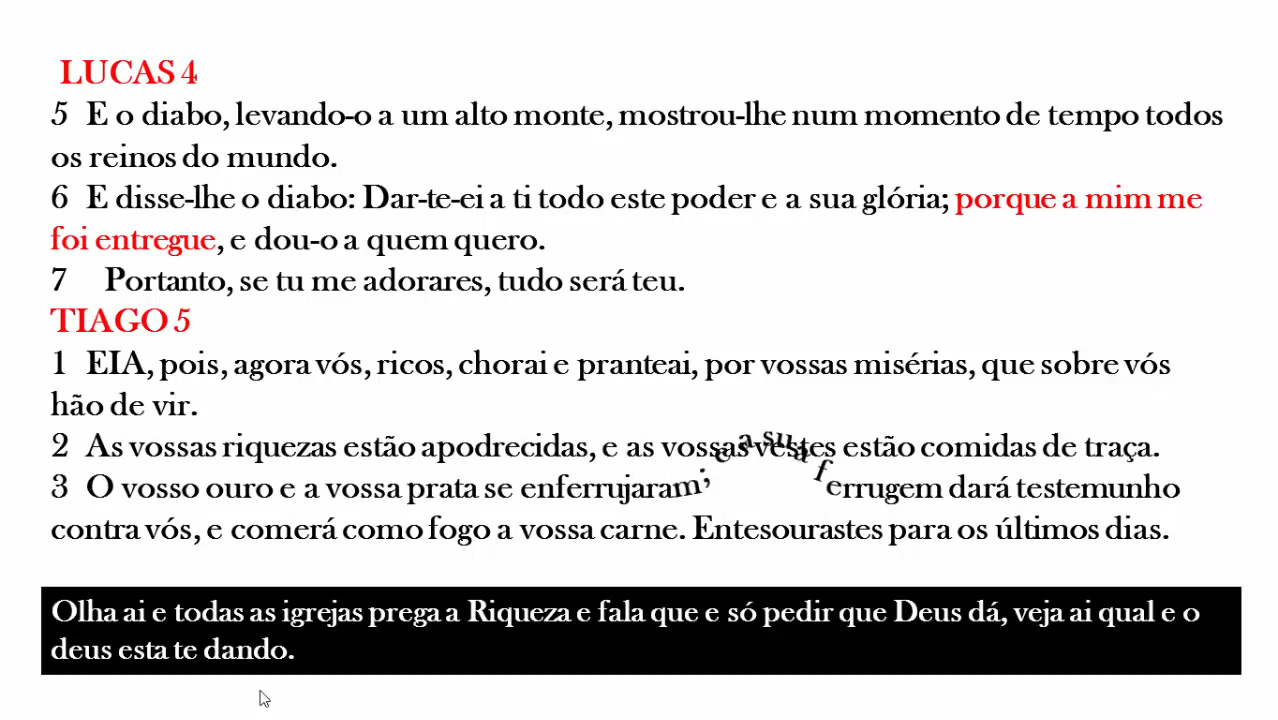 LUCAS 4
5 E o diabo, levando-o a um alto monte, mostrou-lhe num momento de tempo todos
os reinos do mundo.
6 E disse-lhe o diabo: Dar-te-ei a ti todo este poder e a sua glória; porque a mim me
foi entregue, e dou-o a quem quero.
7 Portanto, se tu me adorares, tudo será teu.
TIAGO 5
1 EIA, pois, agora vós, ricos, chorai e pranteai, por vossas misérias, que sobre vós
hão de vir.
2 As vossas riquezas estão apodrecidas, e as vossas vestes estão comidas de traça.
3 O vosso ouro e a vossa prata se enferrujaram; e a sua ferrugem dará testemunho
contra vós, e comerá como fogo a vossa carne. Entesourastes para os últimos dias.
Olha ai e todas as igrejas prega a Riqueza e fala que e só pedir que Deus dá, veja ai qual e o
deus esta te dando.